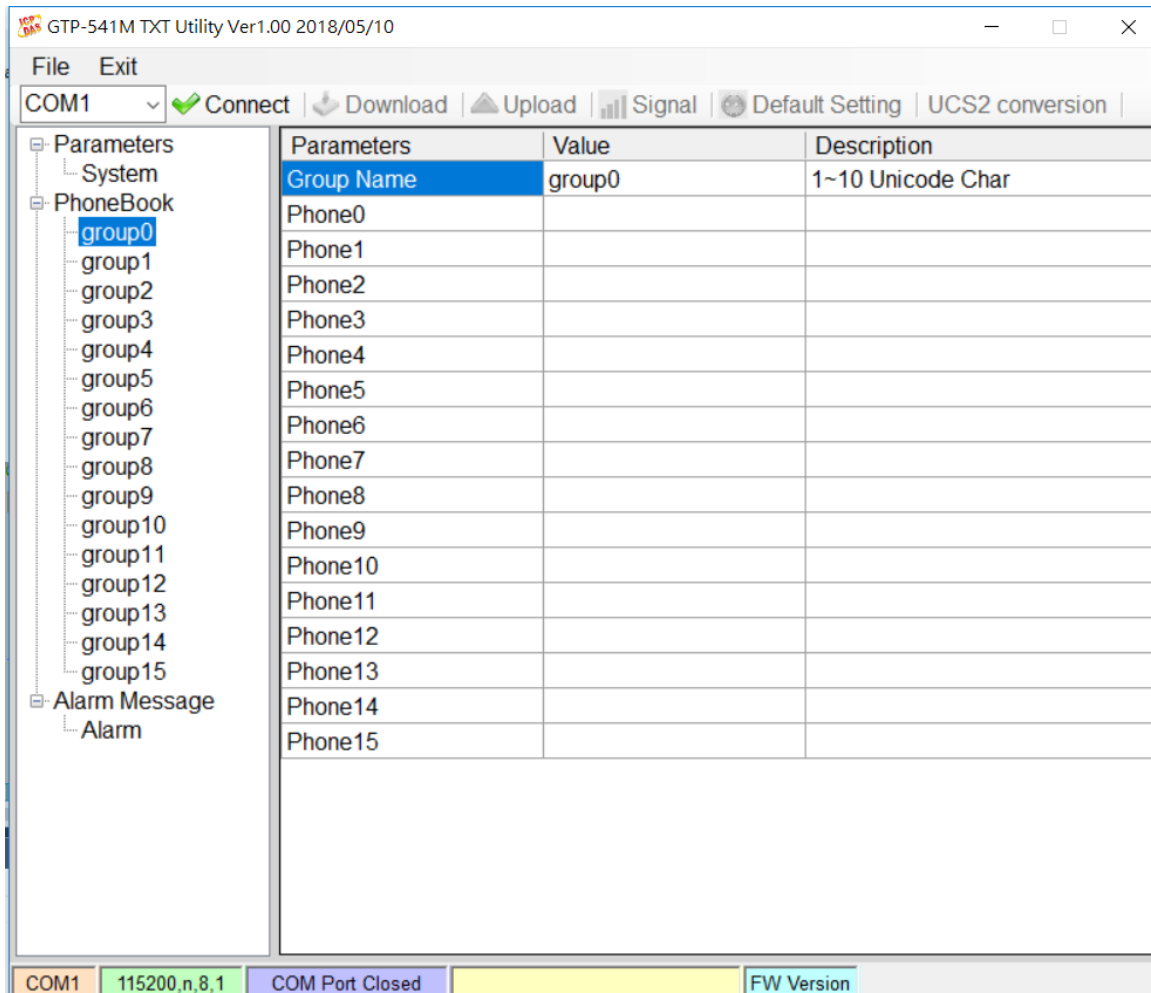 ICP DAS GTP-541M TXT Utility Ver1.00 2018/05/10
File Exit
COM1 Connect Download Upload Signal Default Setting UCS2 conversion
Parameters
System
PhoneBook
group0
group1
group2
group3
group4
group5
group6
group7
group8
group9
group10
group11
group12
group13
group14
group15
Alarm Message
Alarm
Parameters Value Description
Group Name group0 1~10 Unicode Char
Phone0
Phone1
Phone2
Phone3
Phone4
Phone5
Phone6
Phone7
Phone8
Phone9
Phone10
Phone11
Phone12
Phone13
Phone14
Phone15
COM1 115200,n,8,1 COM Port Closed FW Version